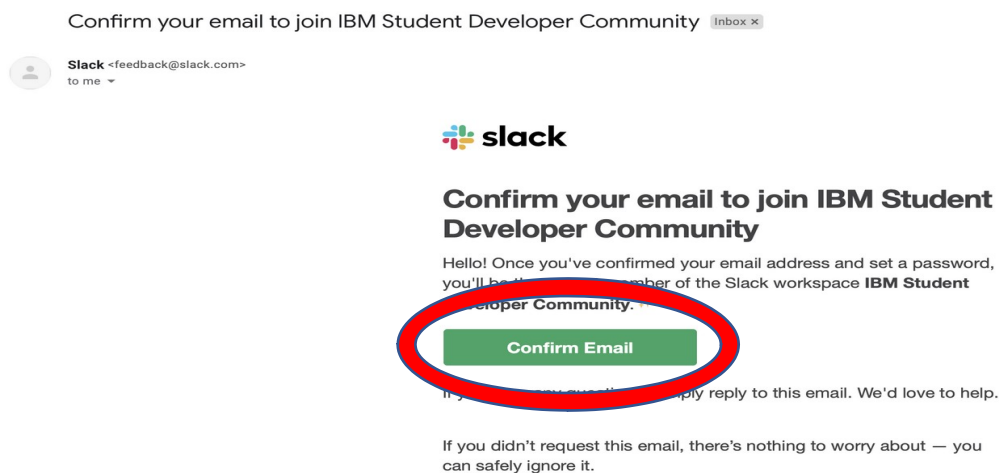 Confirm your email to join IBM Student Developer Community Inbox ×
Slack <feedback@slack.com>
to me
slack
Confirm your email to join IBM Student
Developer Community
Hello! Once you've confirmed your email address and set a password,
you'll be of the Slack workspace IBM Student
Community.
Confirm Email
reply to this email. We'd love to help.
If you didn't request this email, there's nothing to worry about — you
can safely ignore it.